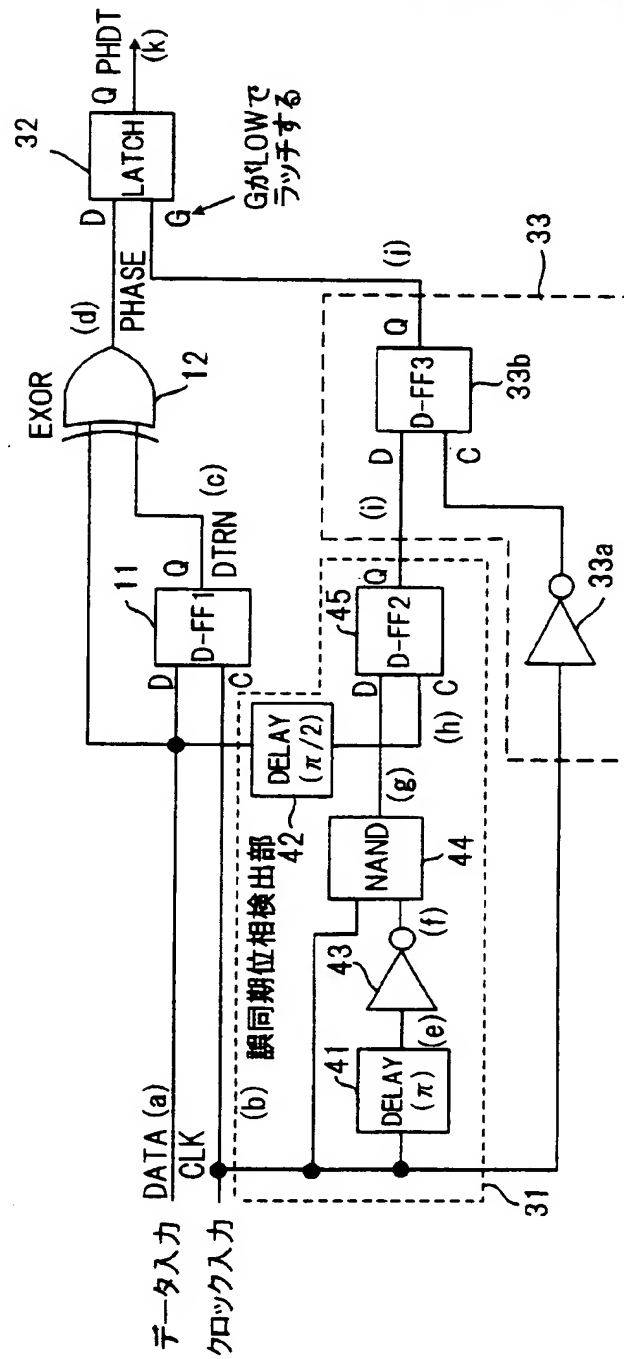 データ入力
DATA (a)
クロック入力
CLK
(b)
誤同期位相検出部
31
41
DELAY
(π)
(e)
43
(f)
NAND
44
(g)
42
DELAY
(π/2)
(h)
45
D
D-FF2
Q
C
(i)
11
D
D-FF1
Q
C
DTRN
(c)
EXOR
12
(d)
PHASE
32
D
LATCH
Q
G
PHDT
(k)
GがLOWで
ラッチする
33
(j)
D
D-FF3
Q
C
33b
33a